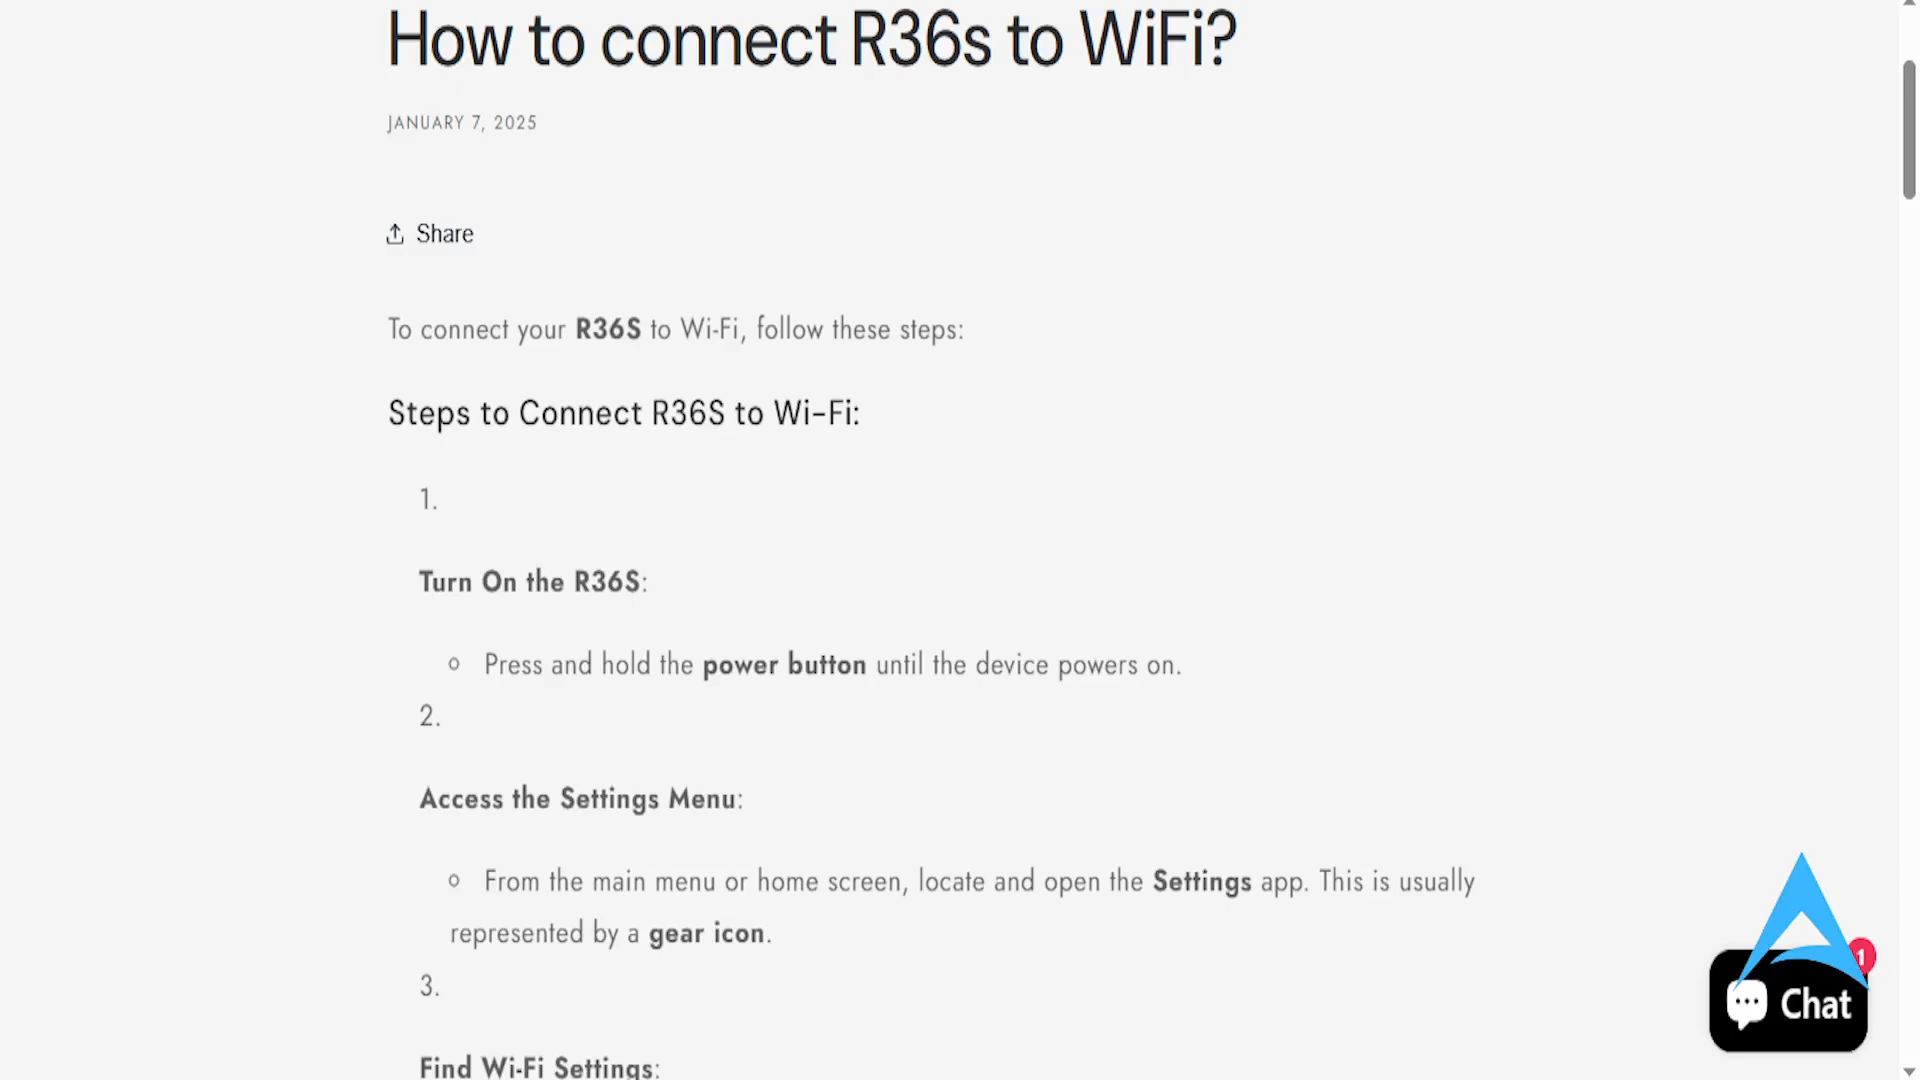 How to connect R36s to WiFi?
JANUARY 7, 2025
Share
To connect your R36S to Wi-Fi, follow these steps:
Steps to Connect R36S to Wi-Fi:
1.
Turn On the R36S:
Press and hold the power button until the device powers on.
2.
Access the Settings Menu:
From the main menu or home screen, locate and open the Settings app. This is usually
represented by a gear icon.
3.
Find Wi-Fi Settings:
1
Chat